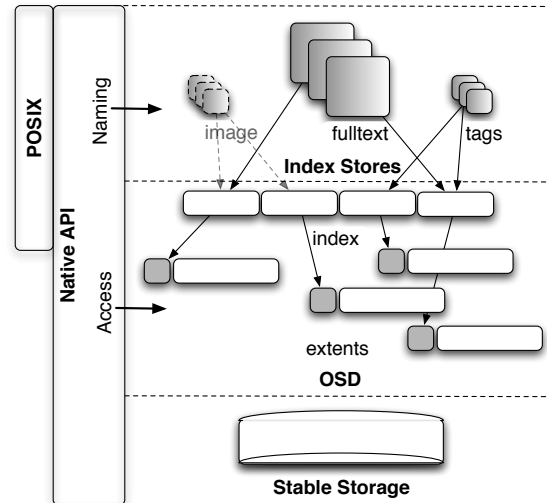 POSIX
Native API
Naming
Access
image
fulltext
tags
Index Stores
index
extents
OSD
Stable Storage